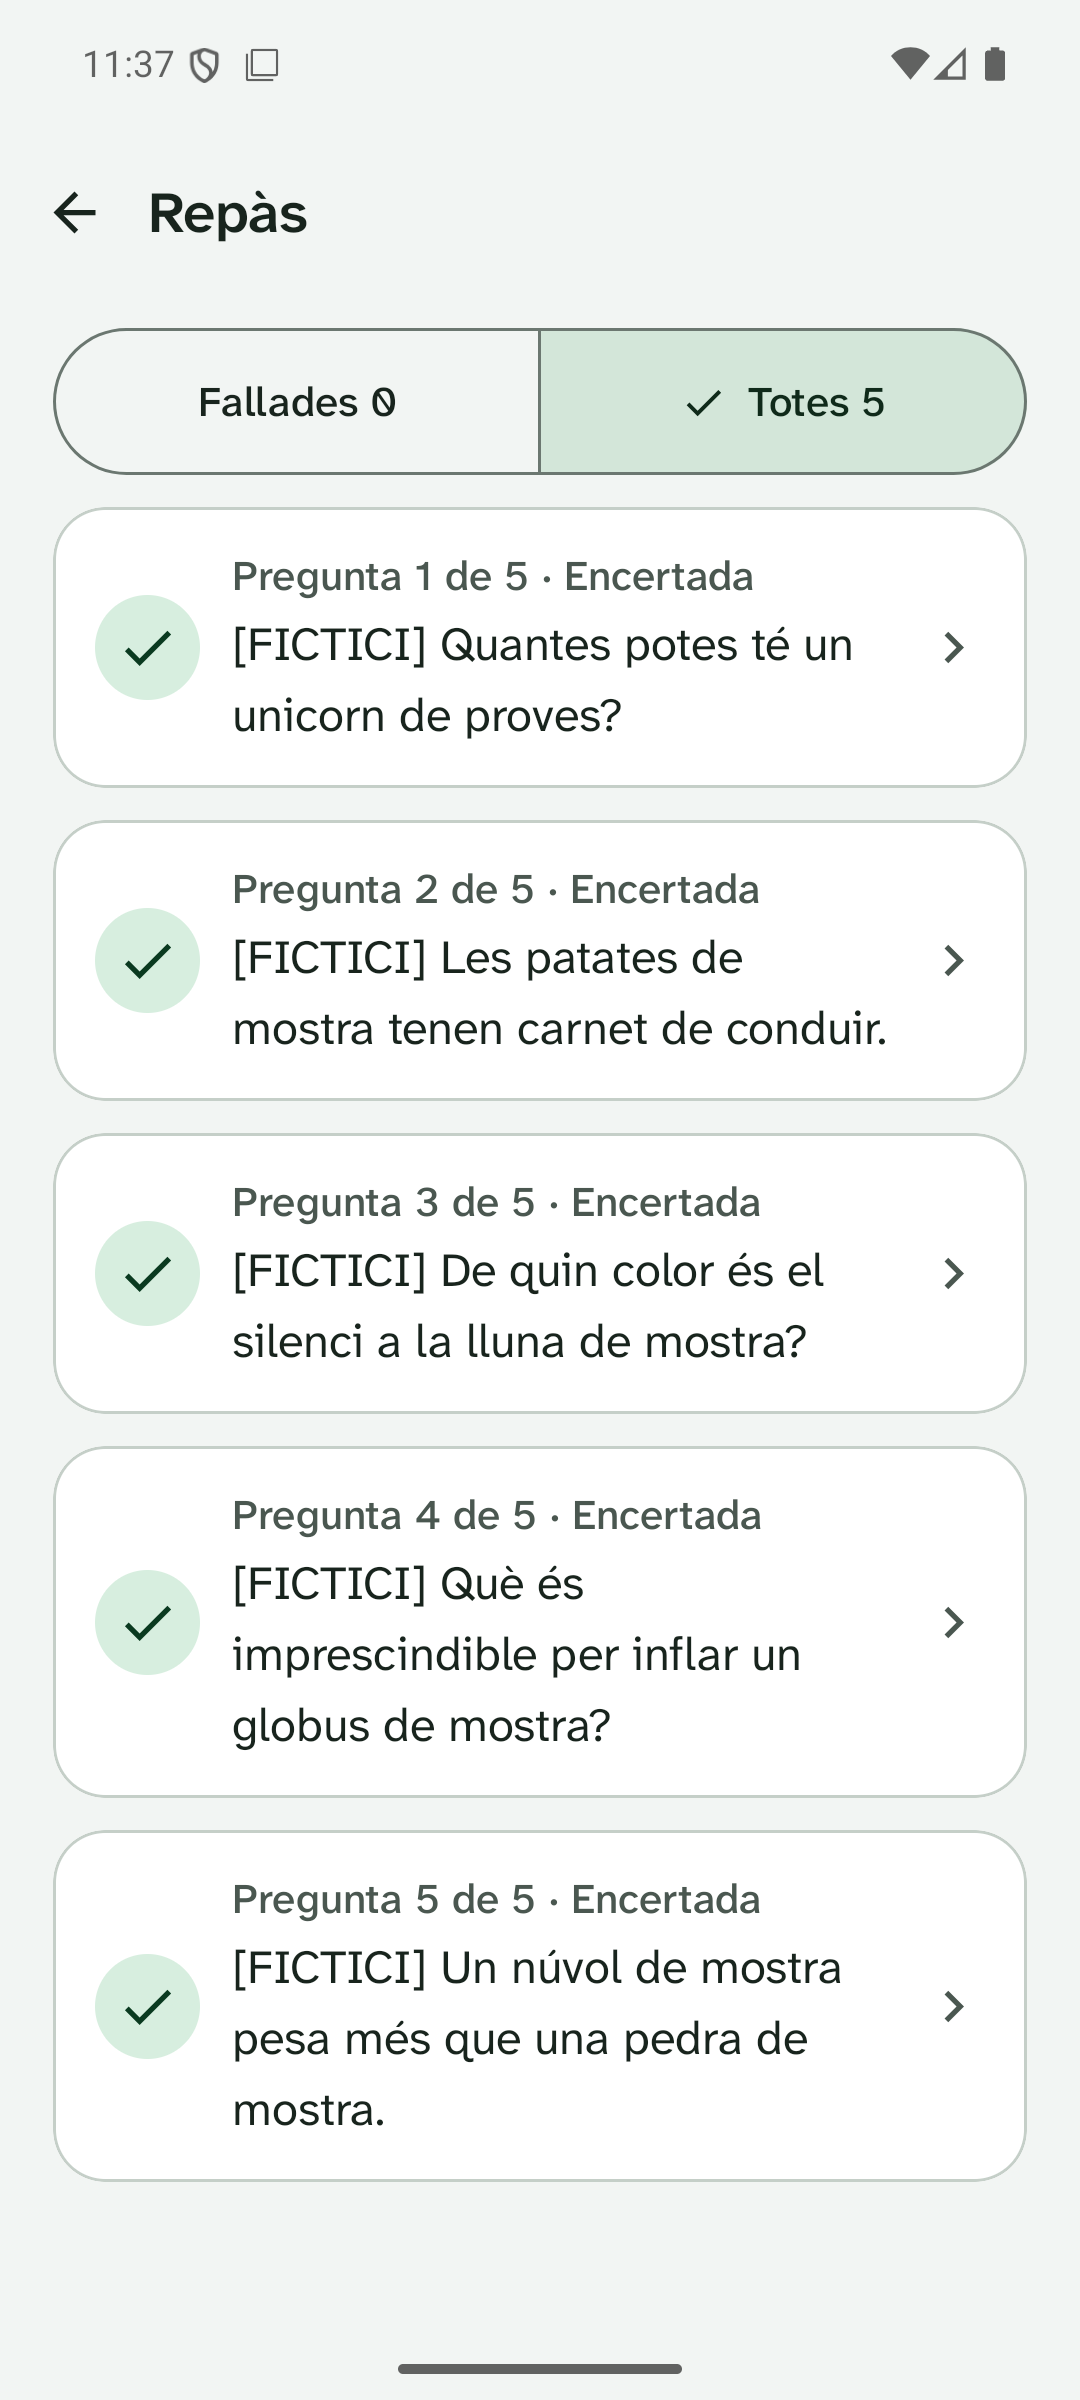 11:37
Repàs
Fallades 0
Totes 5
Pregunta 1 de 5 · Encertada
[FICTICI] Quantes potes té un
unicorn de proves?
Pregunta 2 de 5 · Encertada
[FICTICI] Les patates de
mostra tenen carnet de conduir.
Pregunta 3 de 5 · Encertada
[FICTICI] De quin color és el
silenci a la lluna de mostra?
Pregunta 4 de 5 · Encertada
[FICTICI] Què és
imprescindible per inflar un
globus de mostra?
Pregunta 5 de 5 · Encertada
[FICTICI] Un núvol de mostra
pesa més que una pedra de
mostra.